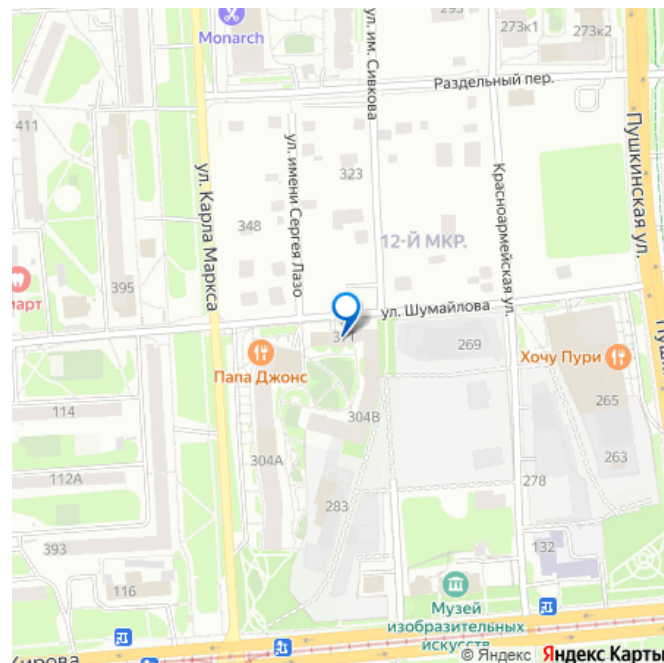 293
273к1
273к2
Monarch
Раздельный пер.
411
ул. им. Сивкова
ул. имени Сергея Лазо
323
Пушкинская ул.
ул. Карла Маркса
Красноармейская ул.
348
12-Й МКР.
март
395
ул. Шумайлова
269
Хочу Пури
Папа Джонс
265
114
304В
304А
263
112А
278
283
393
132
116
Музей
изобразительных
искусств
Кирова
© Яндекс Яндекс Карты